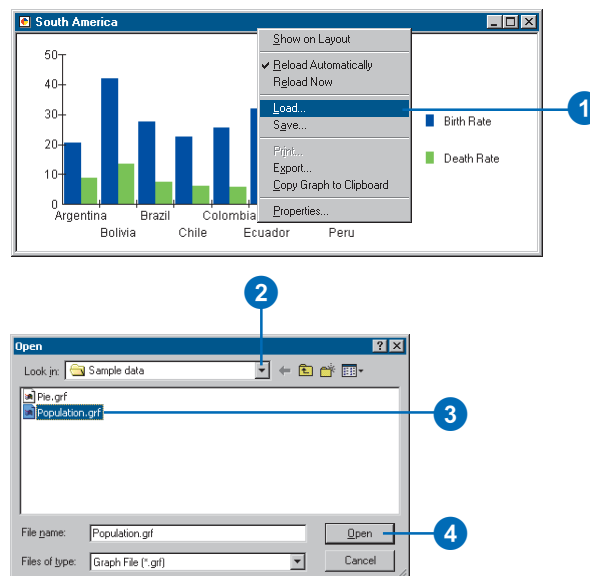 South America
Show on Layout
Reload Automatically
Reload Now
Load...
Save...
Print...
Export...
Copy Graph to Clipboard
Properties...
50
40
30
20
10
0
Argentina Brazil Colombia
Bolivia Chile Ecuador Peru
Birth Rate
Death Rate
1
2
Open
Look in: Sample data
Pie.grf
Population.grf
3
File name: Population.grf Open
4
Files of type: Graph File (*.grf) Cancel